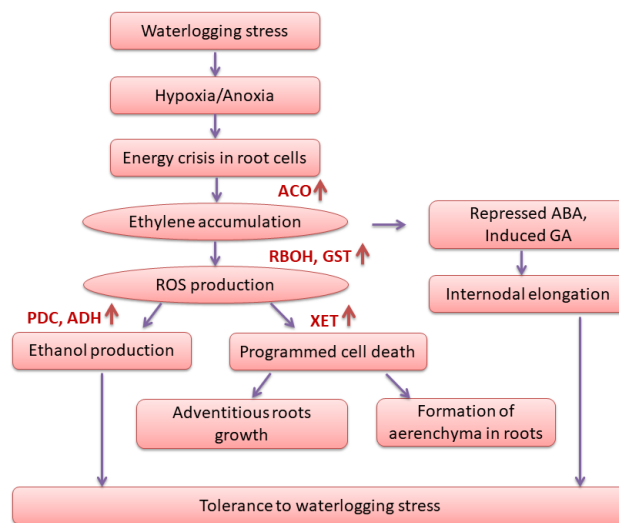 Waterlogging stress
Hypoxia/Anoxia
Energy crisis in root cells
ACO
Ethylene accumulation
Repressed ABA,
Induced GA
RBOH, GST
ROS production
Internodal elongation
PDC, ADH
XET
Ethanol production
Programmed cell death
Adventitious roots
growth
Formation of
aerenchyma in roots
Tolerance to waterlogging stress